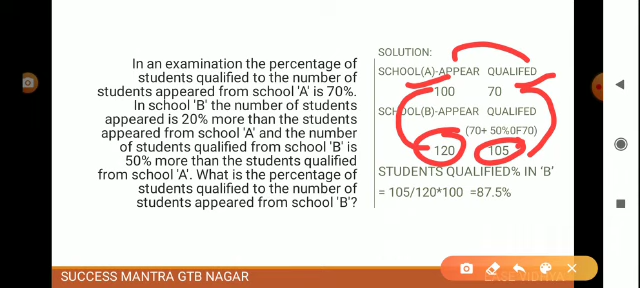 In an examination the percentage of
students qualified to the number of
students appeared from school 'A' is 70%.
In school 'B' the number of students
appeared is 20% more than the students
appeared from school 'A' and the number
of students qualified from school 'B' is
50% more than the students qualified
from school 'A'. What is the percentage of
students qualified to the number of
students appeared from school 'B'?
SOLUTION:
SCHOOL(A)-APPEAR QUALIFED
100 70
SCHOOL(B)-APPEAR QUALIFED
(70+ 50%0F70)
120 105
STUDENTS QUALIFIED% IN 'B'
= 105/120*100 =87.5%
SUCCESS MANTRA GTB NAGAR